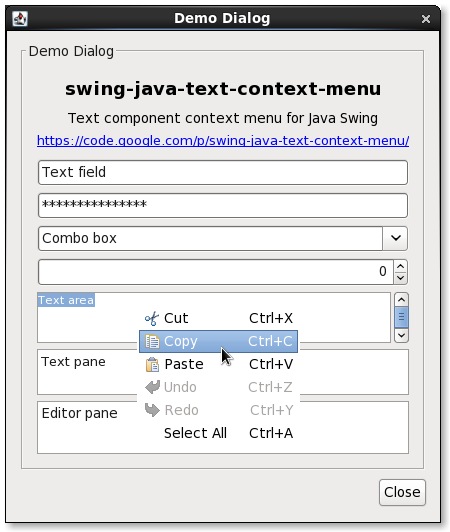 Demo Dialog
Demo Dialog
swing-java-text-context-menu
Text component context menu for Java Swing
https://code.google.com/p/swing-java-text-context-menu/
Text field
***************
Combo box
0
Text area
Cut Ctrl+X
Copy Ctrl+C
Text pane
Paste Ctrl+V
Undo Ctrl+Z
Editor pane
Redo Ctrl+Y
Select All Ctrl+A
Close